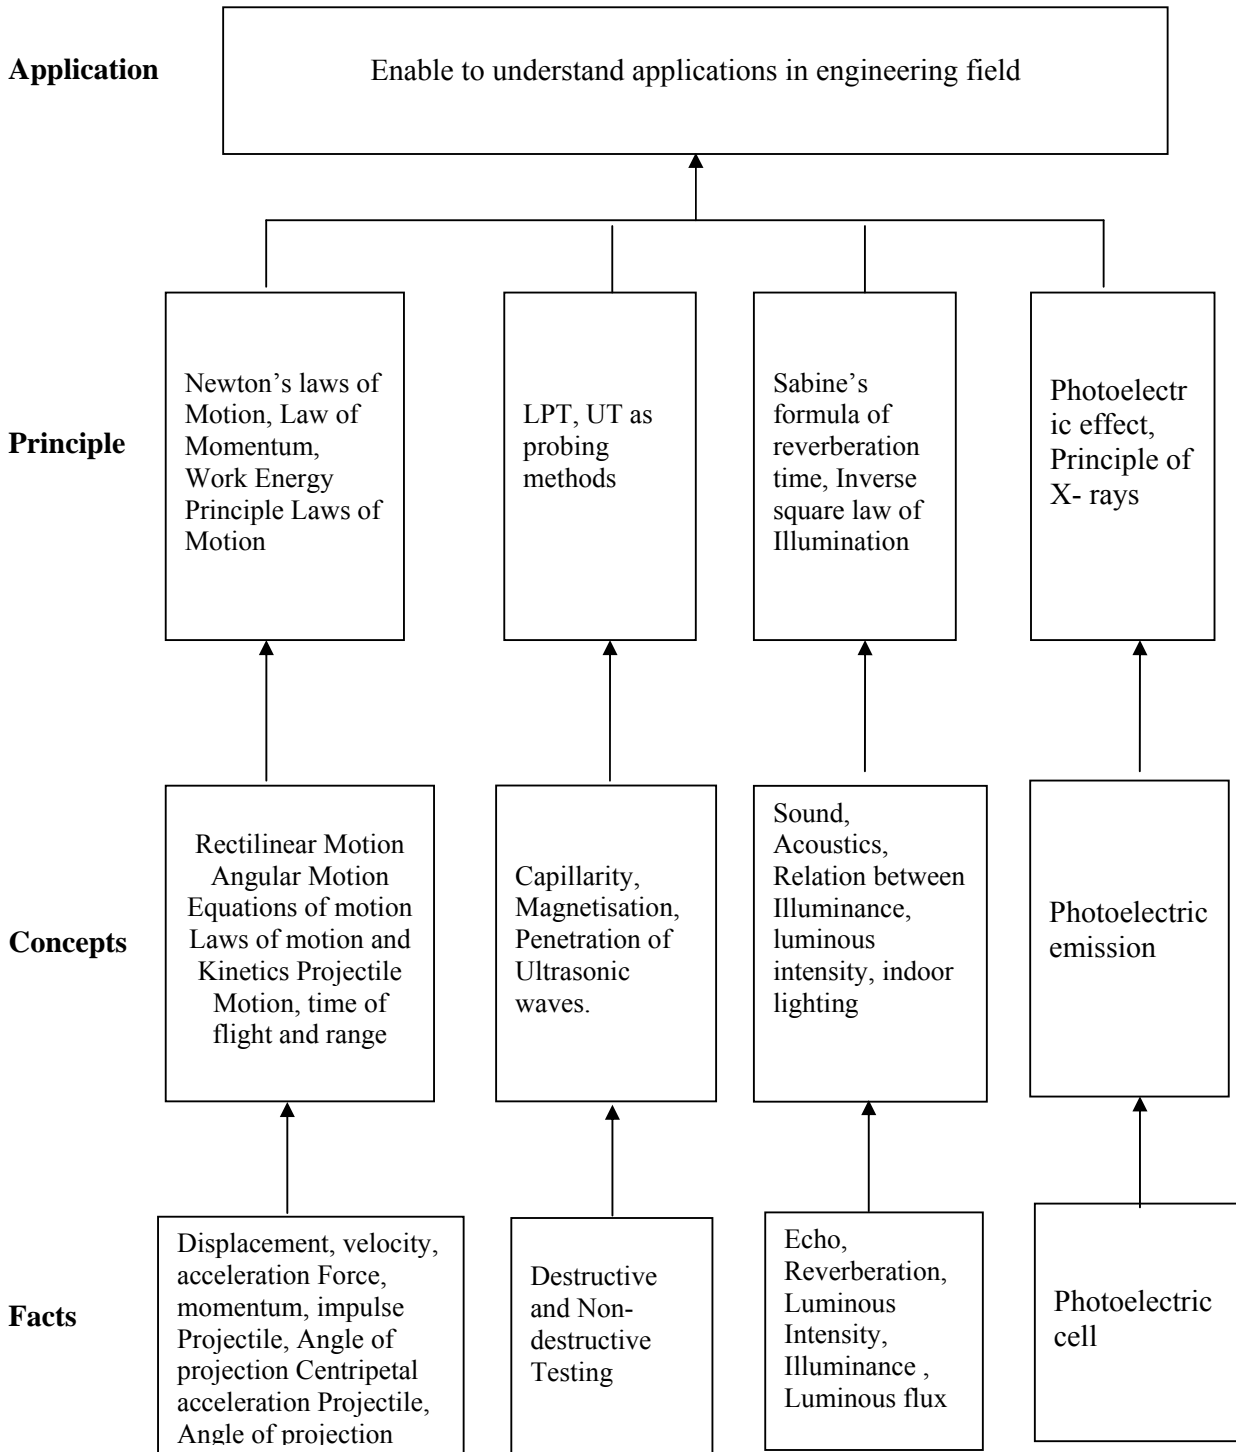 Application
Enable to understand applications in engineering field
Principle
Newton’s laws of
Motion, Law of
Momentum,
Work Energy
Principle Laws of
Motion
LPT, UT as
probing
methods
Sabine’s
formula of
reverberation
time, Inverse
square law of
Illumination
Photoelectr
ic effect,
Principle of
X- rays
Concepts
Rectilinear Motion
Angular Motion
Equations of motion
Laws of motion and
Kinetics Projectile
Motion, time of
flight and range
Capillarity,
Magnetisation,
Penetration of
Ultrasonic
waves.
Sound,
Acoustics,
Relation between
Illuminance,
luminous
intensity, indoor
lighting
Photoelectric
emission
Facts
Displacement, velocity,
acceleration Force,
momentum, impulse
Projectile, Angle of
projection Centripetal
acceleration Projectile,
Angle of projection
Destructive
and Non-
destructive
Testing
Echo,
Reverberation,
Luminous
Intensity,
Illuminance ,
Luminous flux
Photoelectric
cell